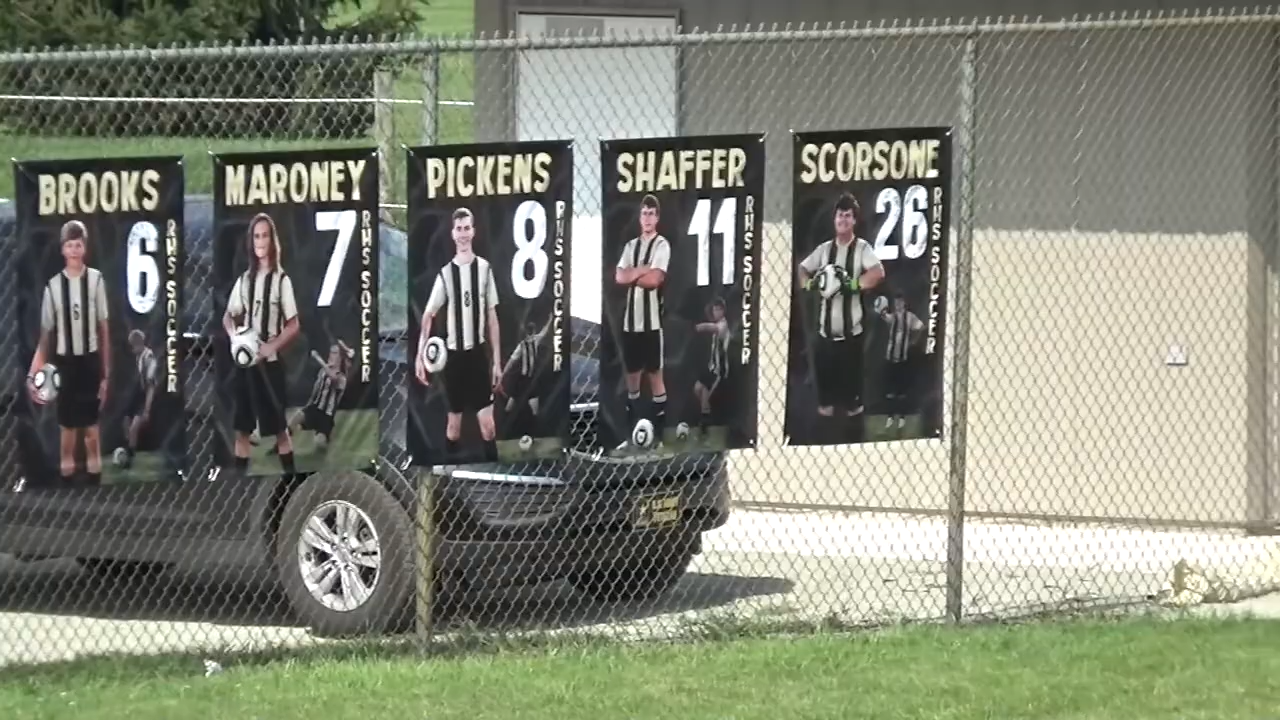 BROOKS
6
RHS SOCCER
MARONEY
7
RHS SOCCER
PICKENS
8
RHS SOCCER
SHAFFER
11
RHS SOCCER
SCORSONE
26
RHS SOCCER